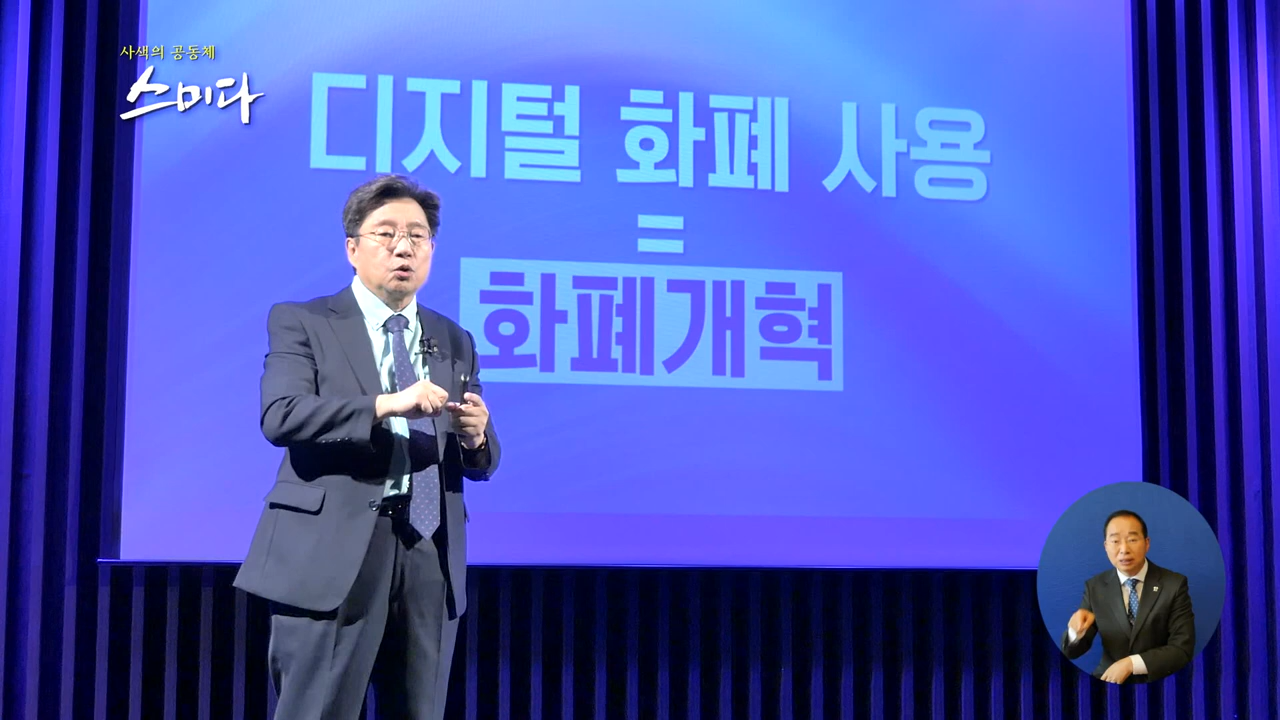 사색의 공동체
스미다
디지털 화폐 사용
=
화폐개혁